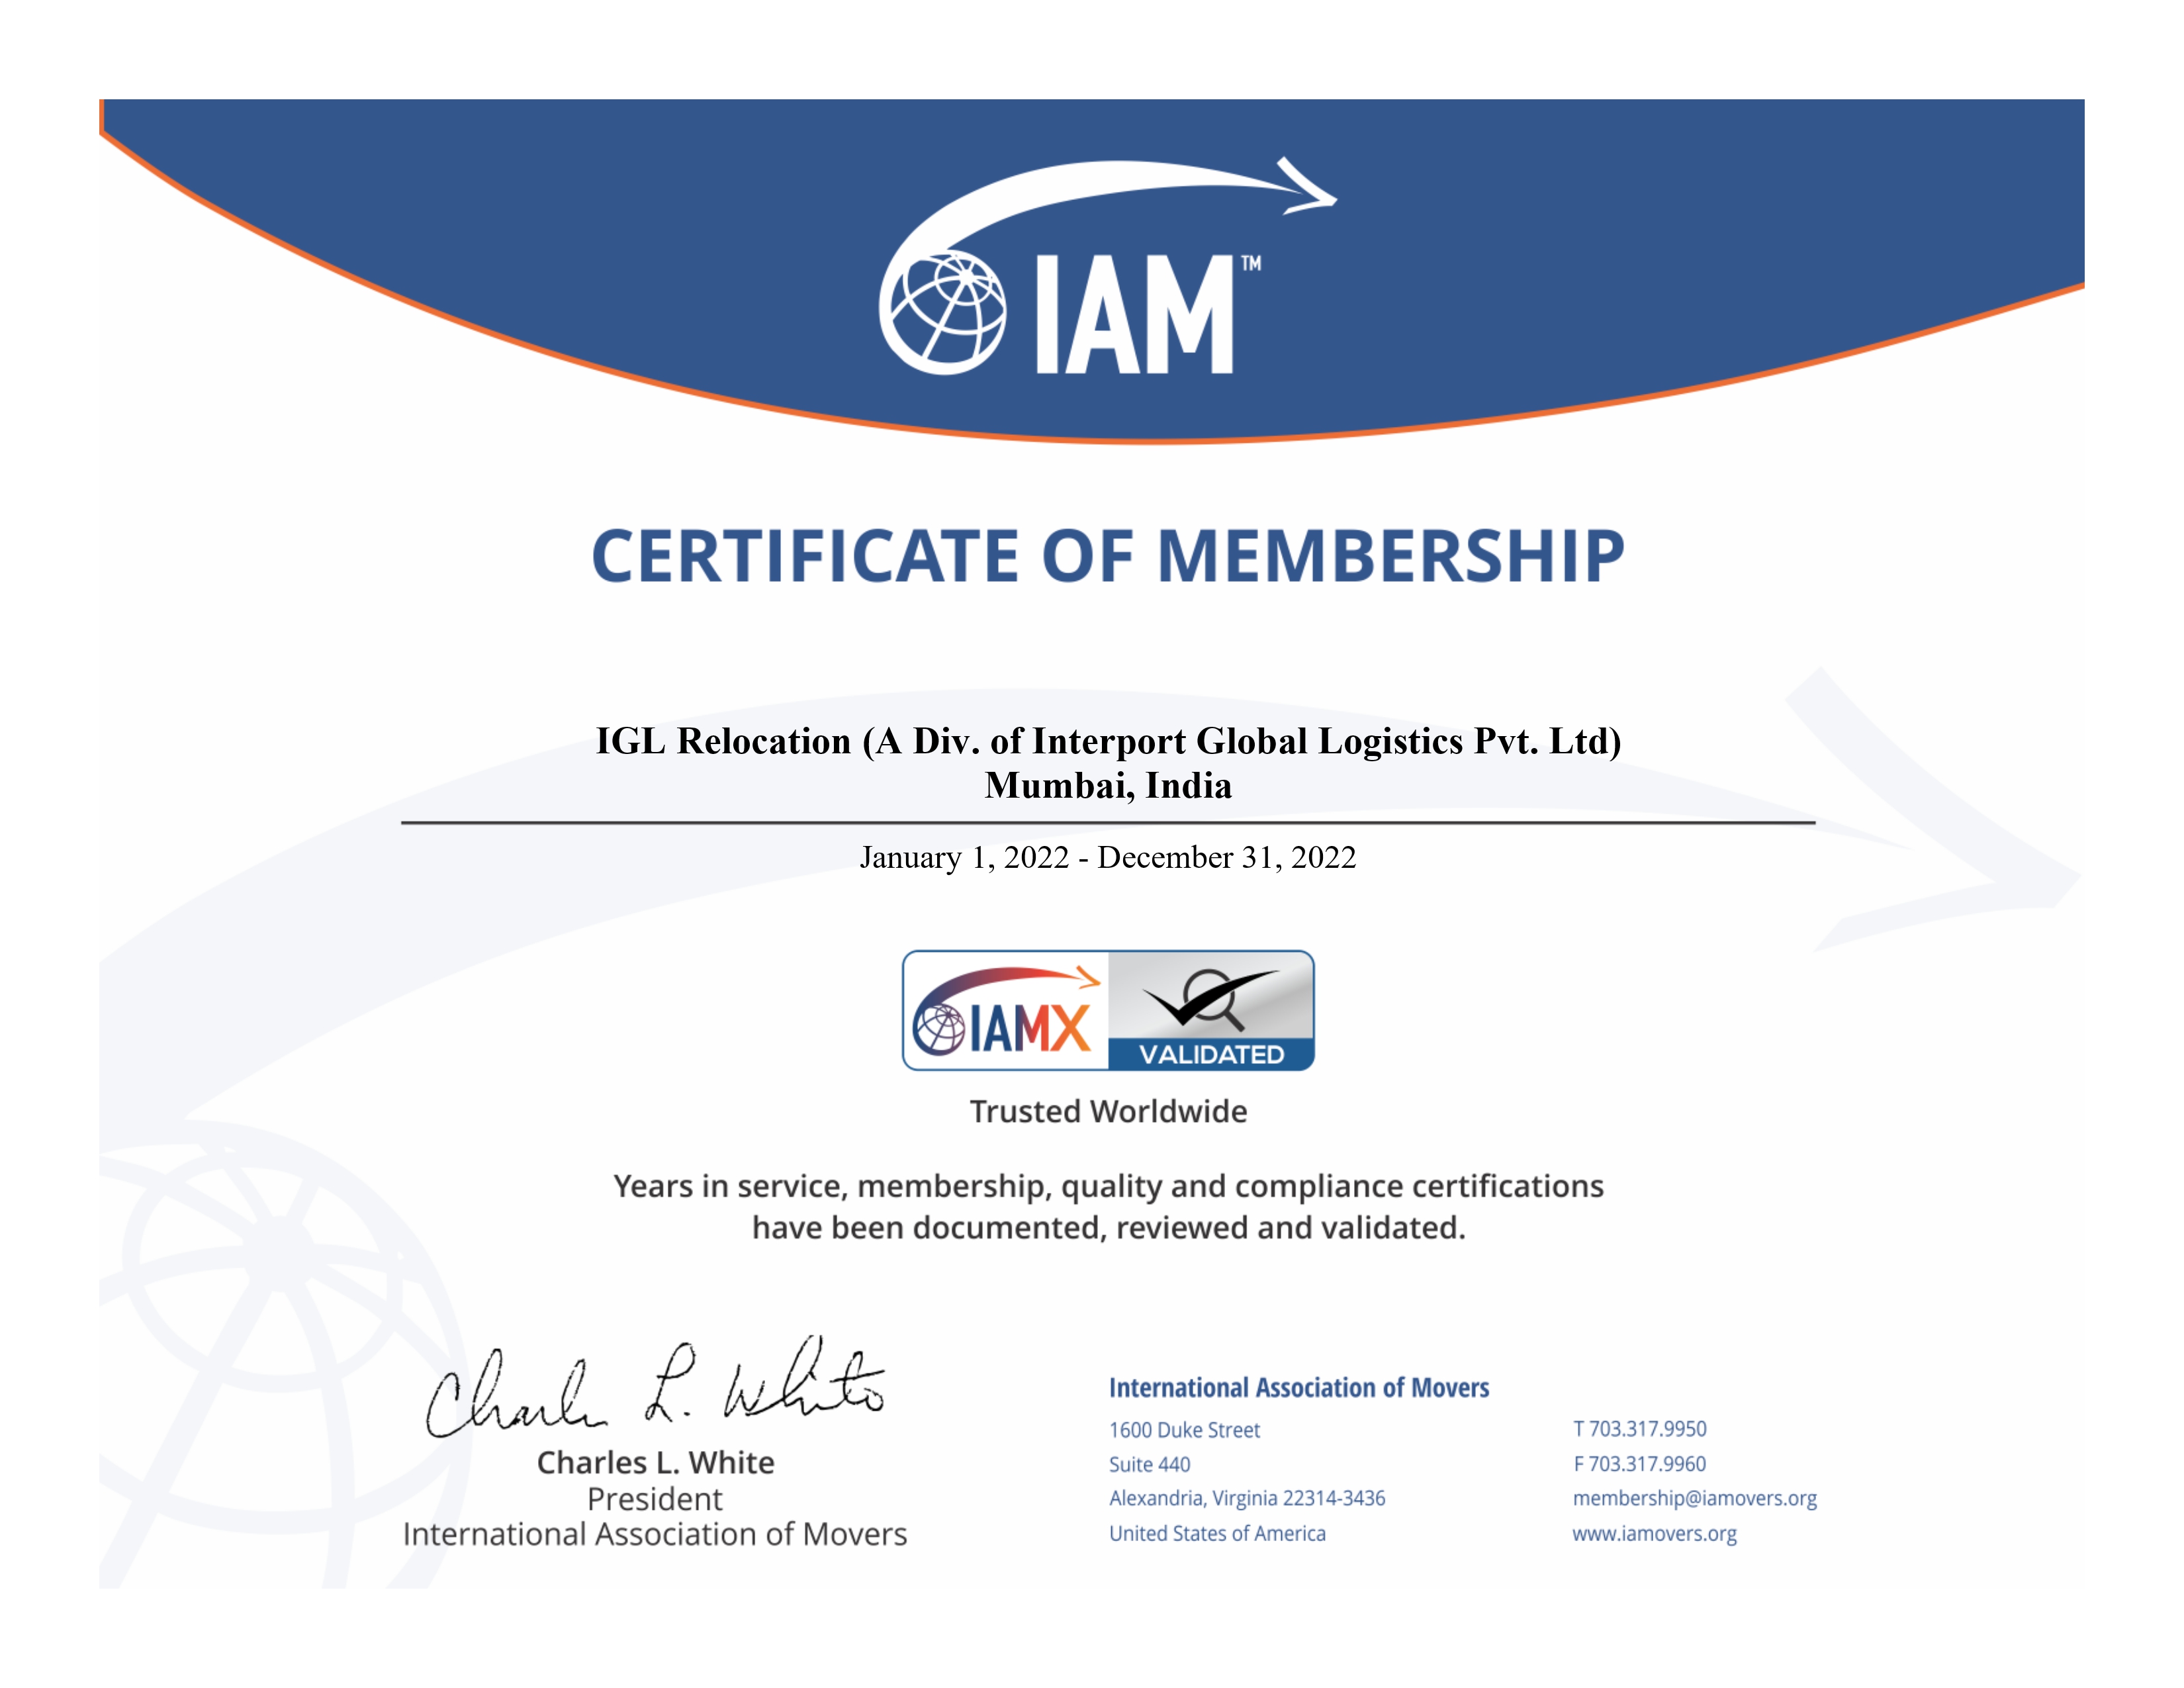 IAM™
CERTIFICATE OF MEMBERSHIP
IGL Relocation (A Div. of Interport Global Logistics Pvt. Ltd)
Mumbai, India
January 1, 2022 - December 31, 2022
IAMX
VALIDATED
Trusted Worldwide
Years in service, membership, quality and compliance certifications
have been documented, reviewed and validated.
Charles L. White
Charles L. White
President
International Association of Movers
International Association of Movers
1600 Duke Street
Suite 440
Alexandria, Virginia 22314-3436
United States of America
T 703.317.9950
F 703.317.9960
membership@iamovers.org
www.iamovers.org